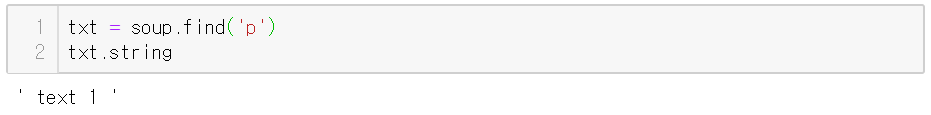 1 txt = soup.find('p')
2 txt.string
' text 1 '